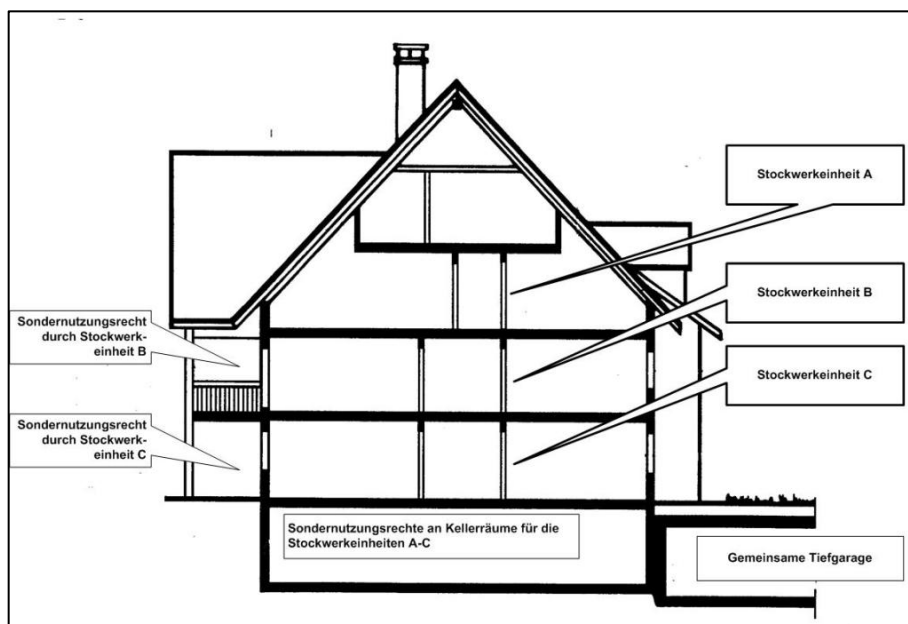 Stockwerkeinheit A
Stockwerkeinheit B
Stockwerkeinheit C
Sondernutzungsrecht
durch Stockwerk-
einheit B
Sondernutzungsrecht
durch Stockwerk-
einheit C
Sondernutzungsrechte an Kellerräume für die
Stockwerkeinheiten A-C
Gemeinsame Tiefgarage